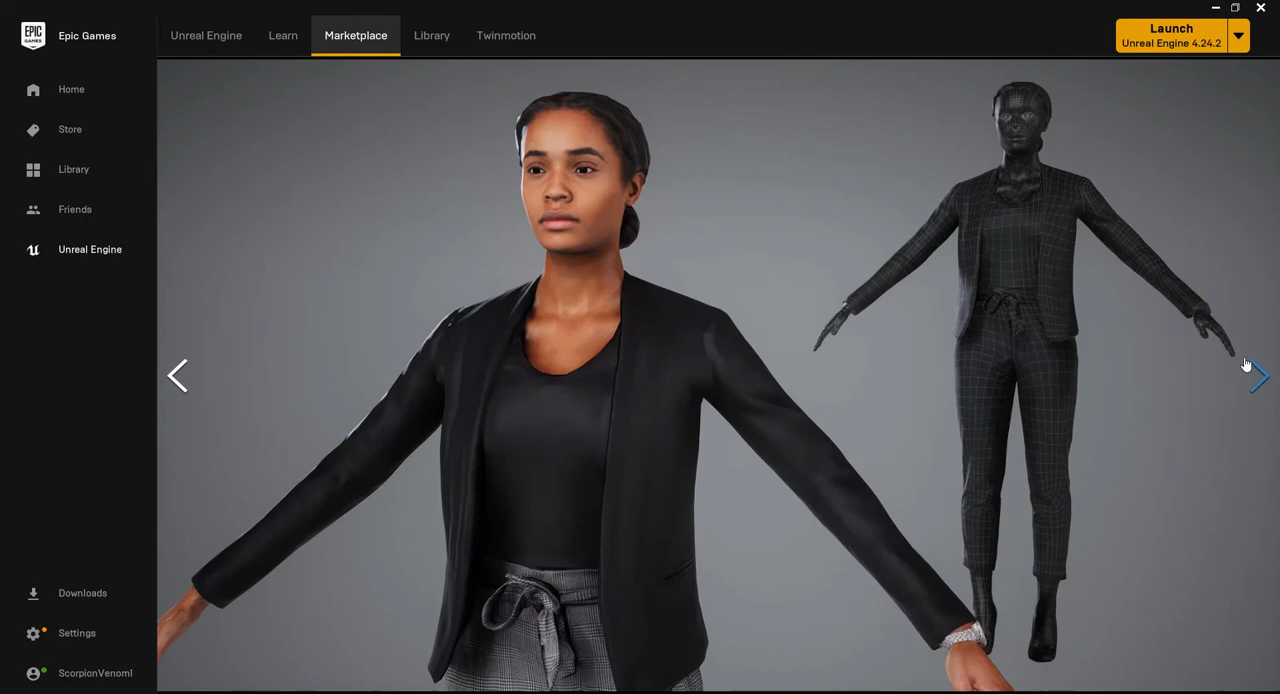 EPIC GAMES
Epic Games
Unreal Engine
Learn
Marketplace
Library
Twinmotion
Launch
Unreal Engine 4.24.2
Home
Store
Library
Friends
Unreal Engine
Downloads
Settings
ScorpionVenom1